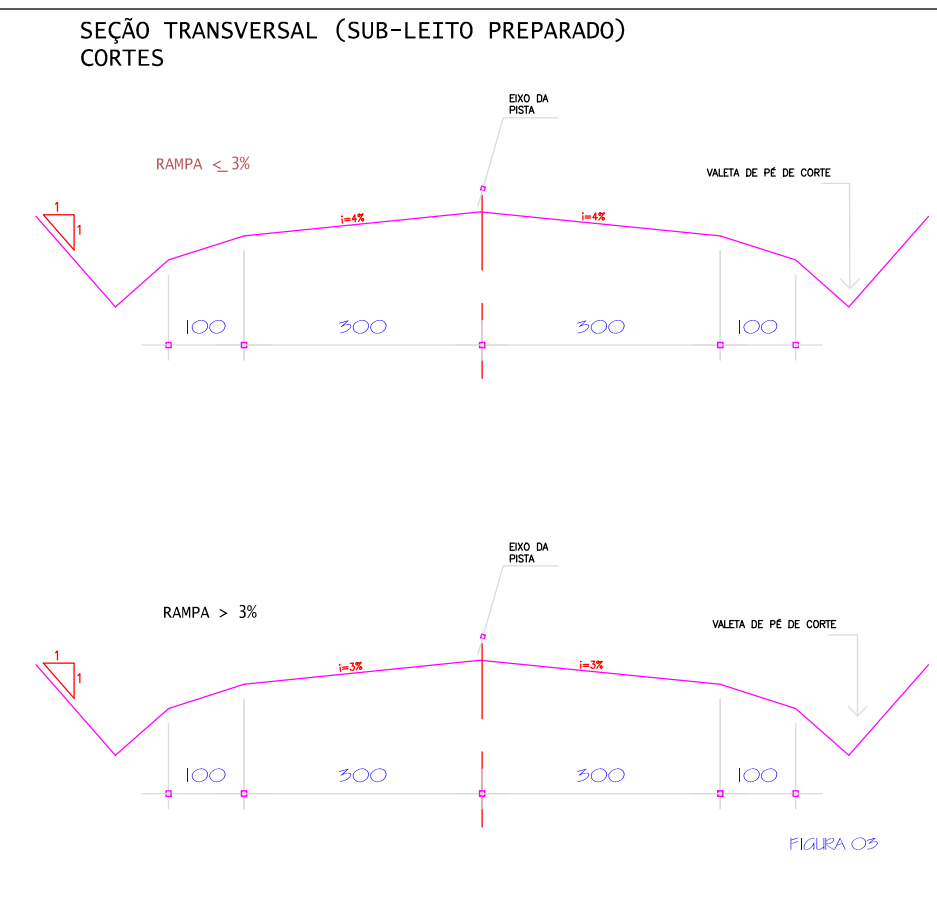 SEÇÃO TRANSVERSAL (SUB-LEITO PREPARADO)
CORTES
EIXO DA
PISTA
RAMPA ≤ 3%
VALETA DE PÉ DE CORTE
1
1
i=4%
i=4%
100
300
300
100
EIXO DA
PISTA
RAMPA > 3%
VALETA DE PÉ DE CORTE
1
1
i=3%
i=3%
100
300
300
100
FIGURA 03